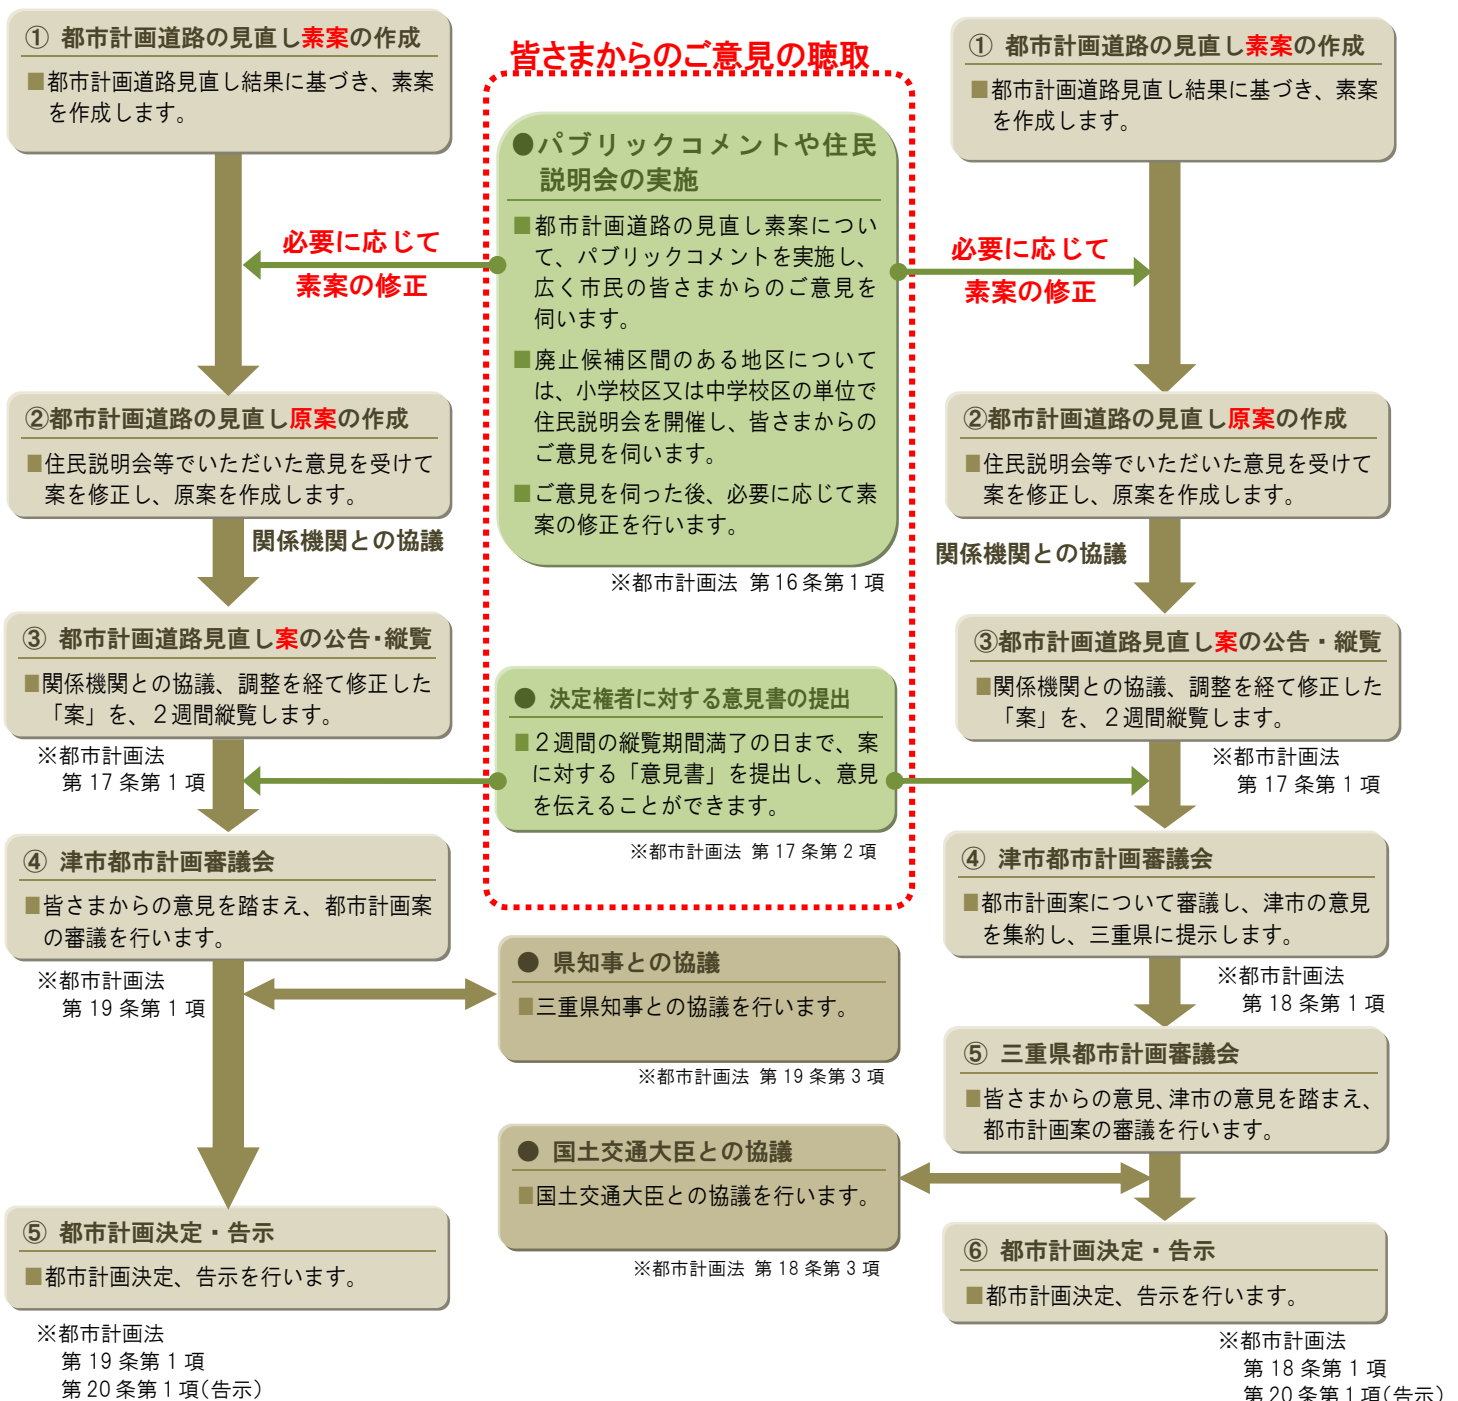 ① 都市計画道路の見直し素案の作成
■都市計画道路見直し結果に基づき、素案
を作成します。
必要に応じて
素案の修正
②都市計画道路の見直し原案の作成
■住民説明会等でいただいた意見を受けて
案を修正し、原案を作成します。
関係機関との協議
③ 都市計画道路見直し案の公告・縦覧
■関係機関との協議、調整を経て修正した
「案」を、2週間縦覧します。
※都市計画法
第17条第1項
④ 津市都市計画審議会
■皆さまからの意見を踏まえ、都市計画案
の審議を行います。
※都市計画法
第19条第1項
⑤ 都市計画決定・告示
■都市計画決定、告示を行います。
※都市計画法
第19条第1項
第20条第1項(告示)
皆さまからのご意見の聴取
●パブリックコメントや住民
説明会の実施
■都市計画道路の見直し素案につい
て、パブリックコメントを実施し、
広く市民の皆さまからのご意見を
伺います。
■廃止候補区間のある地区について
は、小学校区又は中学校区の単位で
住民説明会を開催し、皆さまからの
ご意見を伺います。
■ご意見を伺った後、必要に応じて素
案の修正を行います。
※都市計画法 第16条第1項
● 決定権者に対する意見書の提出
■2週間の縦覧期間満了の日まで、案
に対する「意見書」を提出し、意見
を伝えることができます。
※都市計画法 第17条第2項
● 県知事との協議
■三重県知事との協議を行います。
※都市計画法 第19条第3項
● 国土交通大臣との協議
■国土交通大臣との協議を行います。
※都市計画法 第18条第3項
① 都市計画道路の見直し素案の作成
■都市計画道路見直し結果に基づき、素案
を作成します。
必要に応じて
素案の修正
②都市計画道路の見直し原案の作成
■住民説明会等でいただいた意見を受けて
案を修正し、原案を作成します。
関係機関との協議
③都市計画道路見直し案の公告・縦覧
■関係機関との協議、調整を経て修正した
「案」を、2週間縦覧します。
※都市計画法
第17条第1項
④ 津市都市計画審議会
■都市計画案について審議し、津市の意見
を集約し、三重県に提示します。
※都市計画法
第18条第1項
⑤ 三重県都市計画審議会
■皆さまからの意見、津市の意見を踏まえ、
都市計画案の審議を行います。
⑥ 都市計画決定・告示
■都市計画決定、告示を行います。
※都市計画法
第18条第1項
第20条第1項(告示)